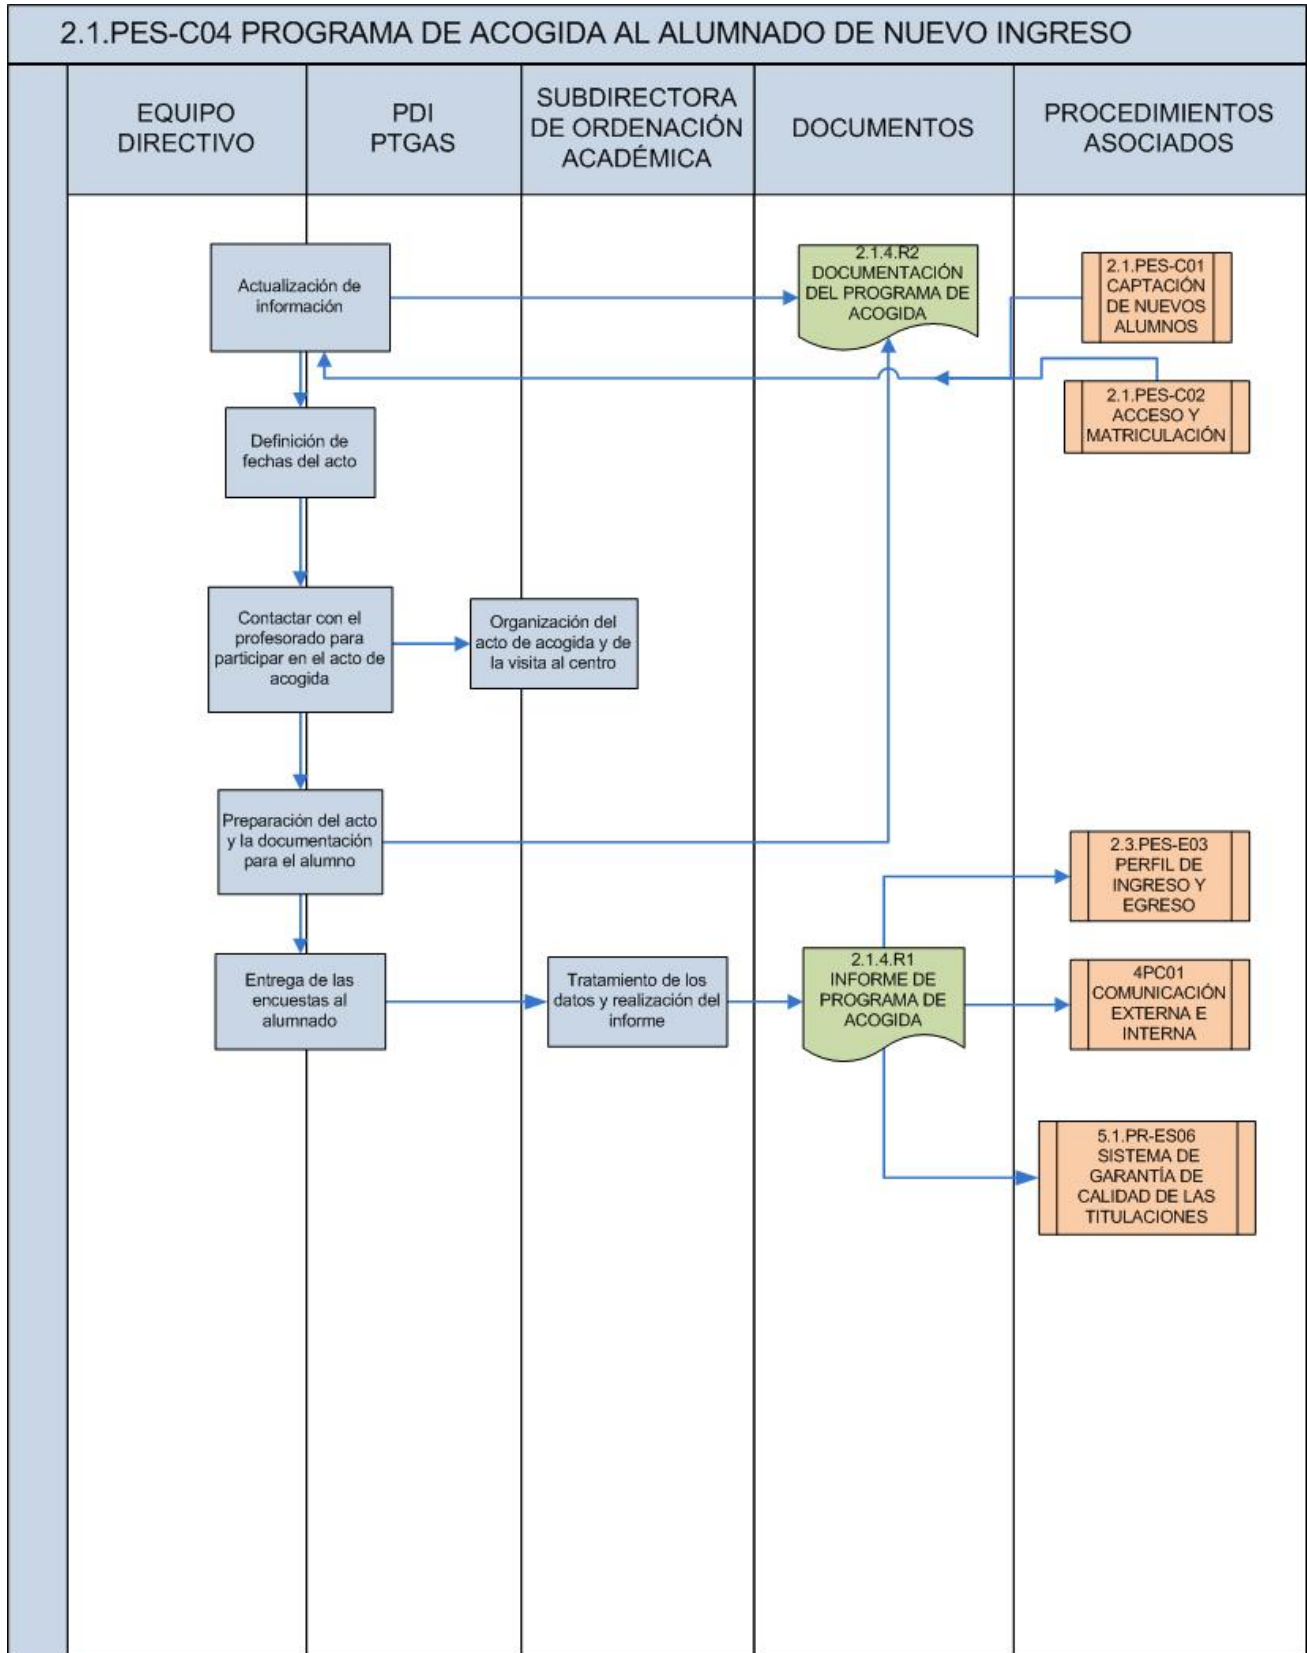 2.1.PES-C04 PROGRAMA DE ACOGIDA AL ALUMNADO DE NUEVO INGRESO
EQUIPO
DIRECTIVO
PDI
PTGAS
SUBDIRECTORA
DE ORDENACIÓN
ACADÉMICA
DOCUMENTOS
PROCEDIMIENTOS
ASOCIADOS
Actualización de
información
2.1.4.R2
DOCUMENTACIÓN
DEL PROGRAMA DE
ACOGIDA
2.1.PES-C01
CAPTACIÓN
DE NUEVOS
ALUMNOS
2.1.PES-C02
ACCESO Y
MATRICULACIÓN
Definición de
fechas del acto
Contactar con el
profesorado para
participar en el acto de
acogida
Organización del
acto de acogida y de
la visita al centro
Preparación del acto
y la documentación
para el alumno
2.3.PES-E03
PERFIL DE
INGRESO Y
EGRESO
Entrega de las
encuestas al
alumnado
Tratamiento de los
datos y realización del
informe
2.1.4.R1
INFORME DE
PROGRAMA DE
ACOGIDA
4PC01
COMUNICACIÓN
EXTERNA E
INTERNA
5.1.PR-ES06
SISTEMA DE
GARANTÍA DE
CALIDAD DE LAS
TITULACIONES